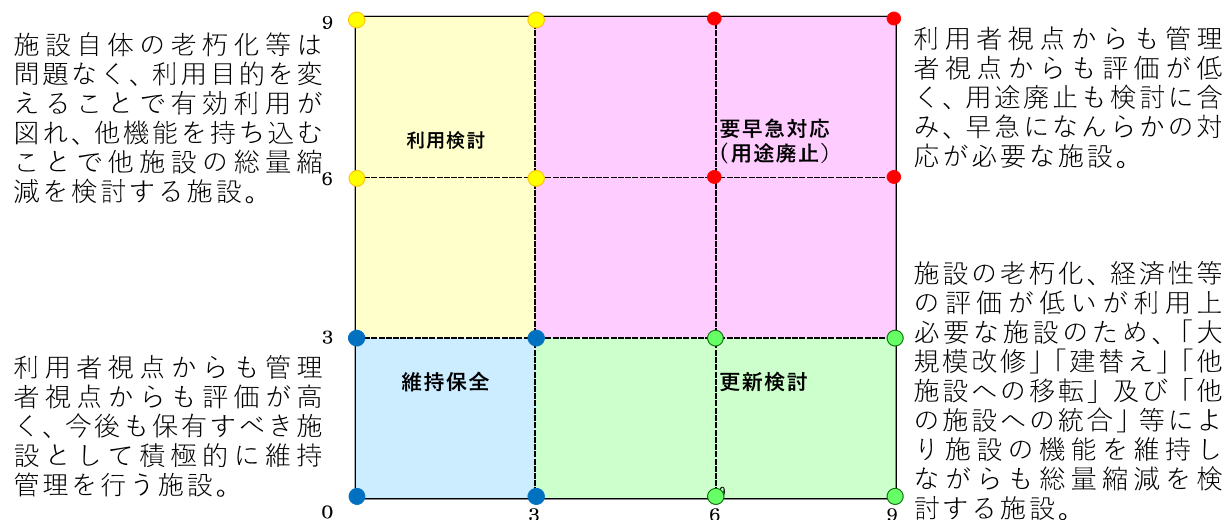 施設自体の老朽化等は
問題なく、利用目的を変
えることで有効利用が
図れ、他機能を持ち込む
ことで他施設の総量縮
減を検討する施設。
利用者視点からも管理
者視点からも評価が高
く、今後も保有すべき施
設として積極的に維持
管理を行う施設。
9
6
3
0
3
6
9
9
利用検討
要早急対応
(用途廃止)
維持保全
更新検討
利用者視点からも管理
者視点からも評価が低
く、用途廃止も検討に含
み、早急になんらかの対
応が必要な施設。
施設の老朽化、経済性等
の評価が低いが利用上
必要な施設のため、「大
規模改修」「建替え」「他
施設への移転」及び「他
の施設への統合」等によ
り施設の機能を維持し
ながらも総量縮減を検
討する施設。